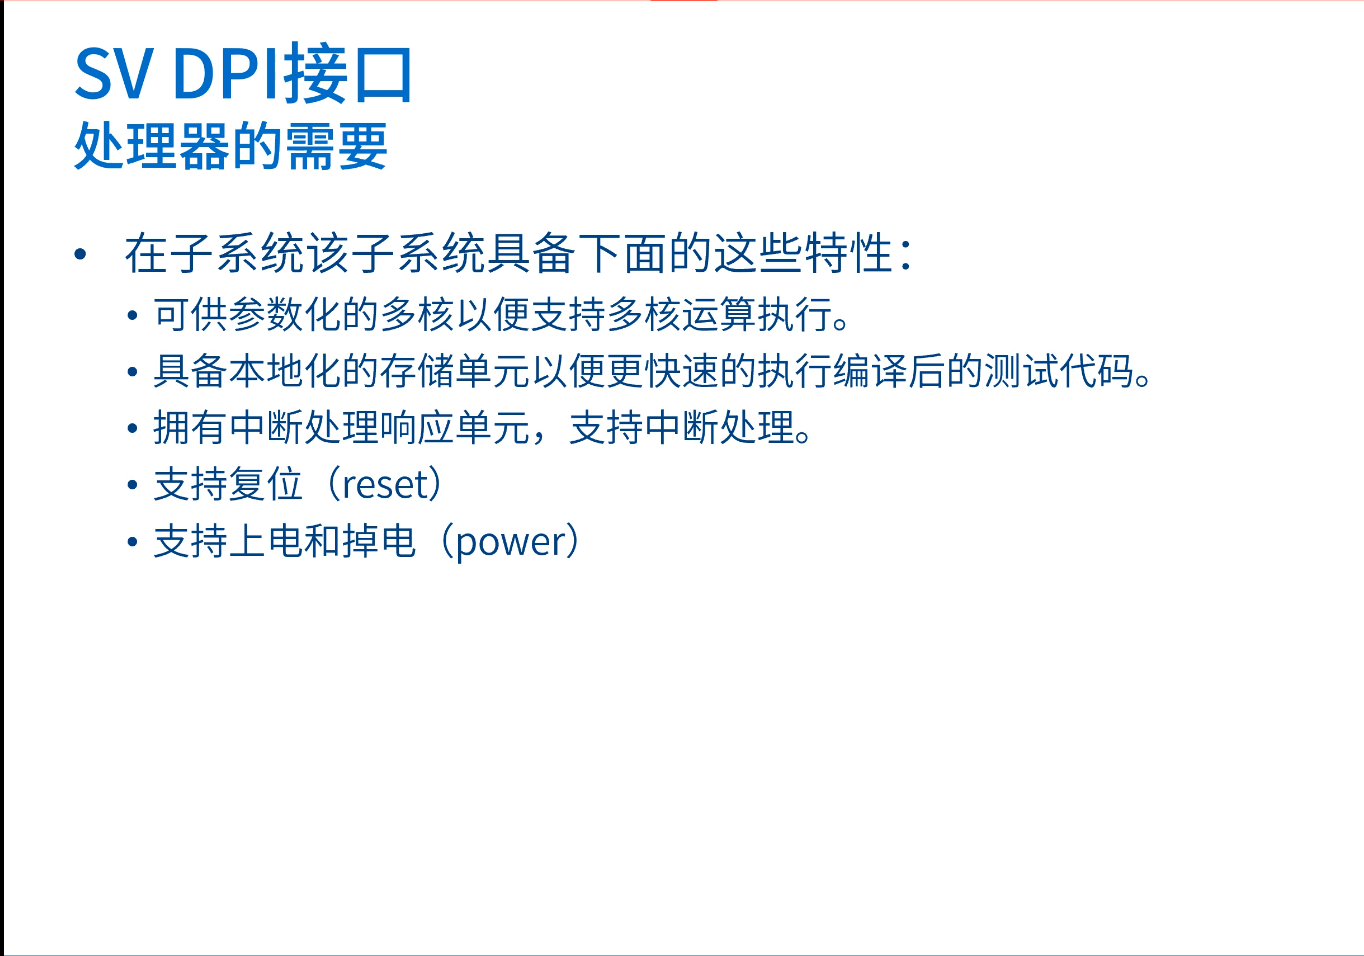 SV DPI接口
处理器的需要
• 在子系统该子系统具备下面的这些特性：
• 可供参数化的多核以便支持多核运算执行。
• 具备本地化的存储单元以便更快速的执行编译后的测试代码。
• 拥有中断处理响应单元，支持中断处理。
• 支持复位（reset）
• 支持上电和掉电（power）